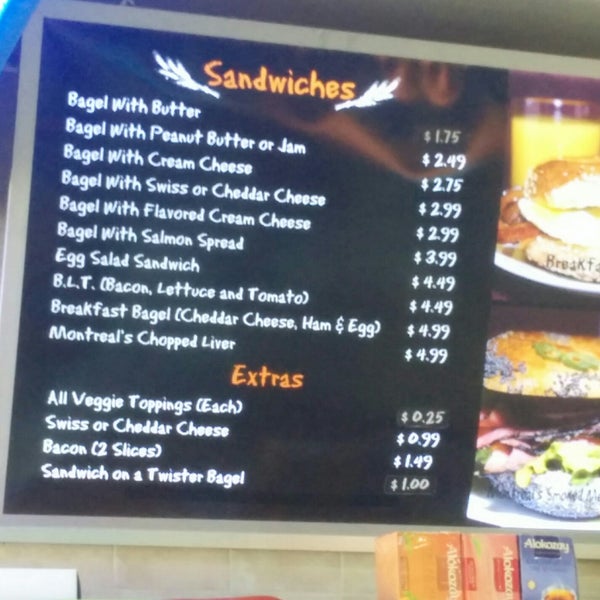 Sandwiches
Bagel With Butter $1.75
Bagel With Peanut Butter or Jam $2.49
Bagel With Cream Cheese $2.75
Bagel With Swiss or Cheddar Cheese $2.99
Bagel With Flavored Cream Cheese $2.99
Bagel With Salmon Spread $3.99
Egg Salad Sandwich $4.49
B.L.T. (Bacon, Lettuce and Tomato) $4.49
Breakfast Bagel (Cheddar Cheese, Ham & Egg) $4.99
Montreal's Chopped Liver $4.99
Extras
All Veggie Toppings (Each) $0.25
Swiss or Cheddar Cheese $0.99
Bacon (2 Slices) $1.49
Sandwich on a Twister Bagel $1.00
Breakfa
Montreal's Smoked Me
Alokozay